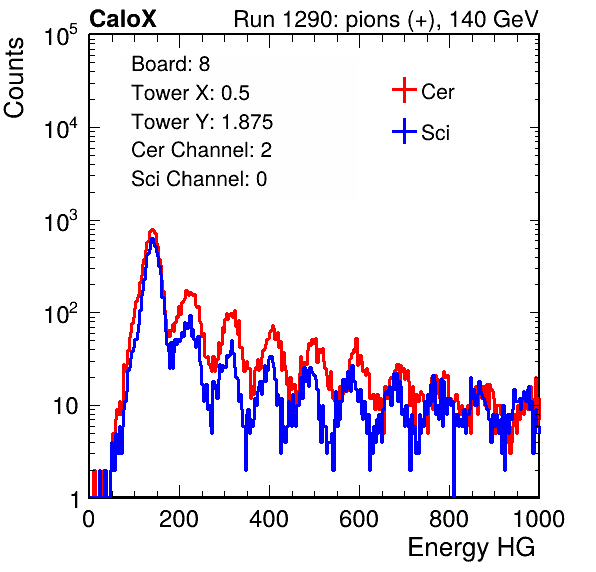 CaloX Run 1290: pions (+), 140 GeV
Counts
10^5
10^4
10^3
10^2
10
1
Board: 8
Tower X: 0.5
Tower Y: 1.875
Cer Channel: 2
Sci Channel: 0
Cer
Sci
0 200 400 600 800 1000
Energy HG